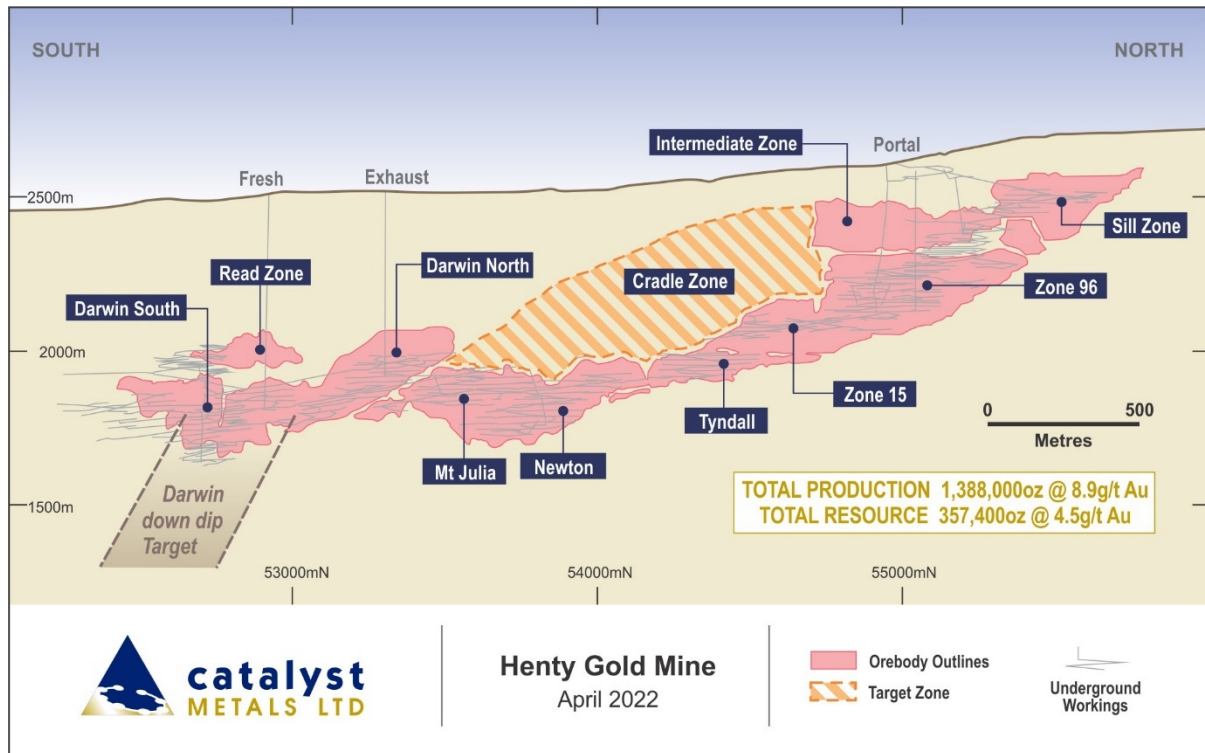 SOUTH
NORTH
Intermediate Zone
Portal
Fresh
Exhaust
2500m
Sill Zone
Read Zone
Darwin North
Cradle Zone
Zone 96
Darwin South
2000m
Zone 15
Tyndall
0 500
Metres
Mt Julia
Newton
TOTAL PRODUCTION 1,388,000oz @ 8.9g/t Au
TOTAL RESOURCE 357,400oz @ 4.5g/t Au
1500m
Darwin
down dip
Target
53000mN
54000mN
55000mN
catalyst
METALS LTD
Henty Gold Mine
April 2022
Orebody Outlines
Target Zone
Underground
Workings